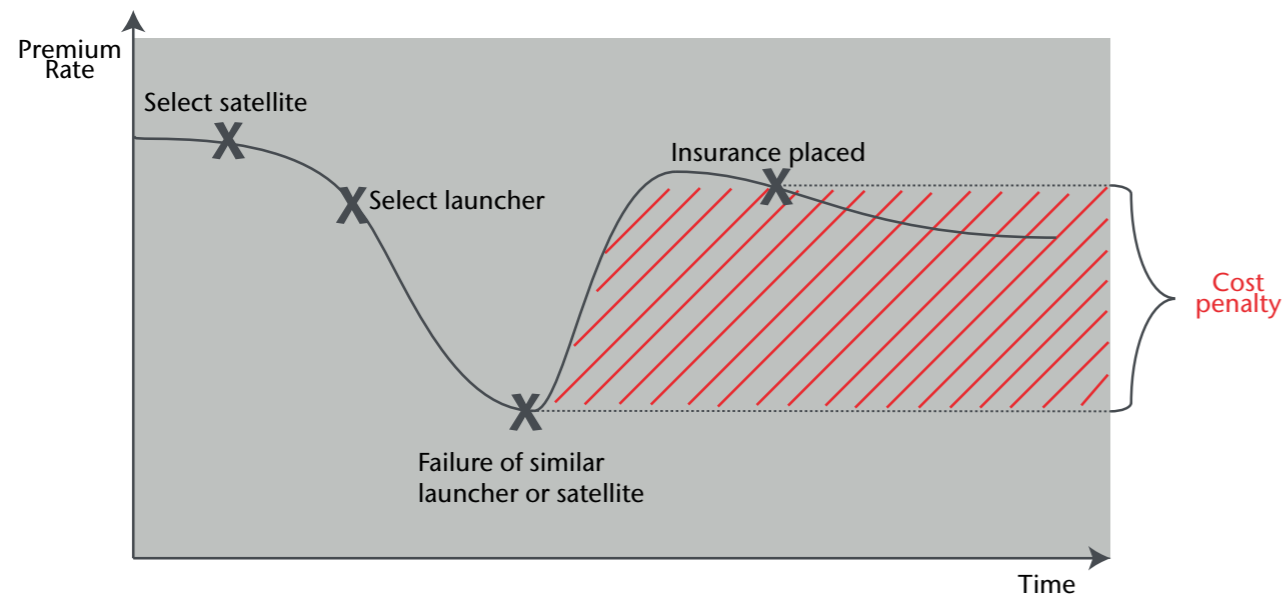 Premium
Rate
Select satellite
Select launcher
Insurance placed
Failure of similar
launcher or satellite
Cost
penalty
Time